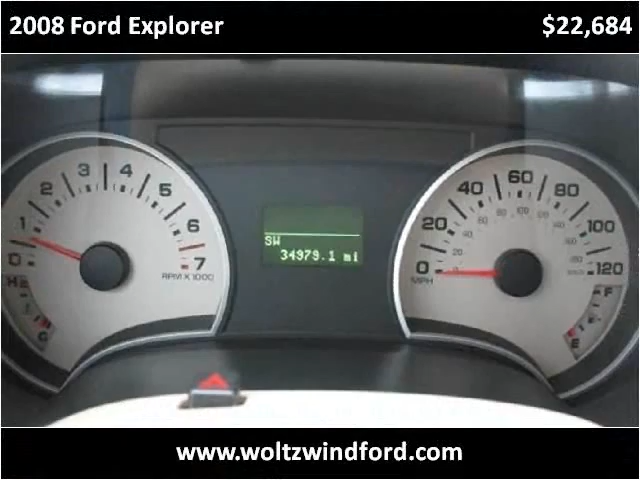 2008 Ford Explorer $22,684
0 1 2 3 4 5 6 7
RPM X 1000
H
C
SW
34979.1 mi
0 20 40 60 80 100 120
MPH
F
E
www.woltzwindford.com